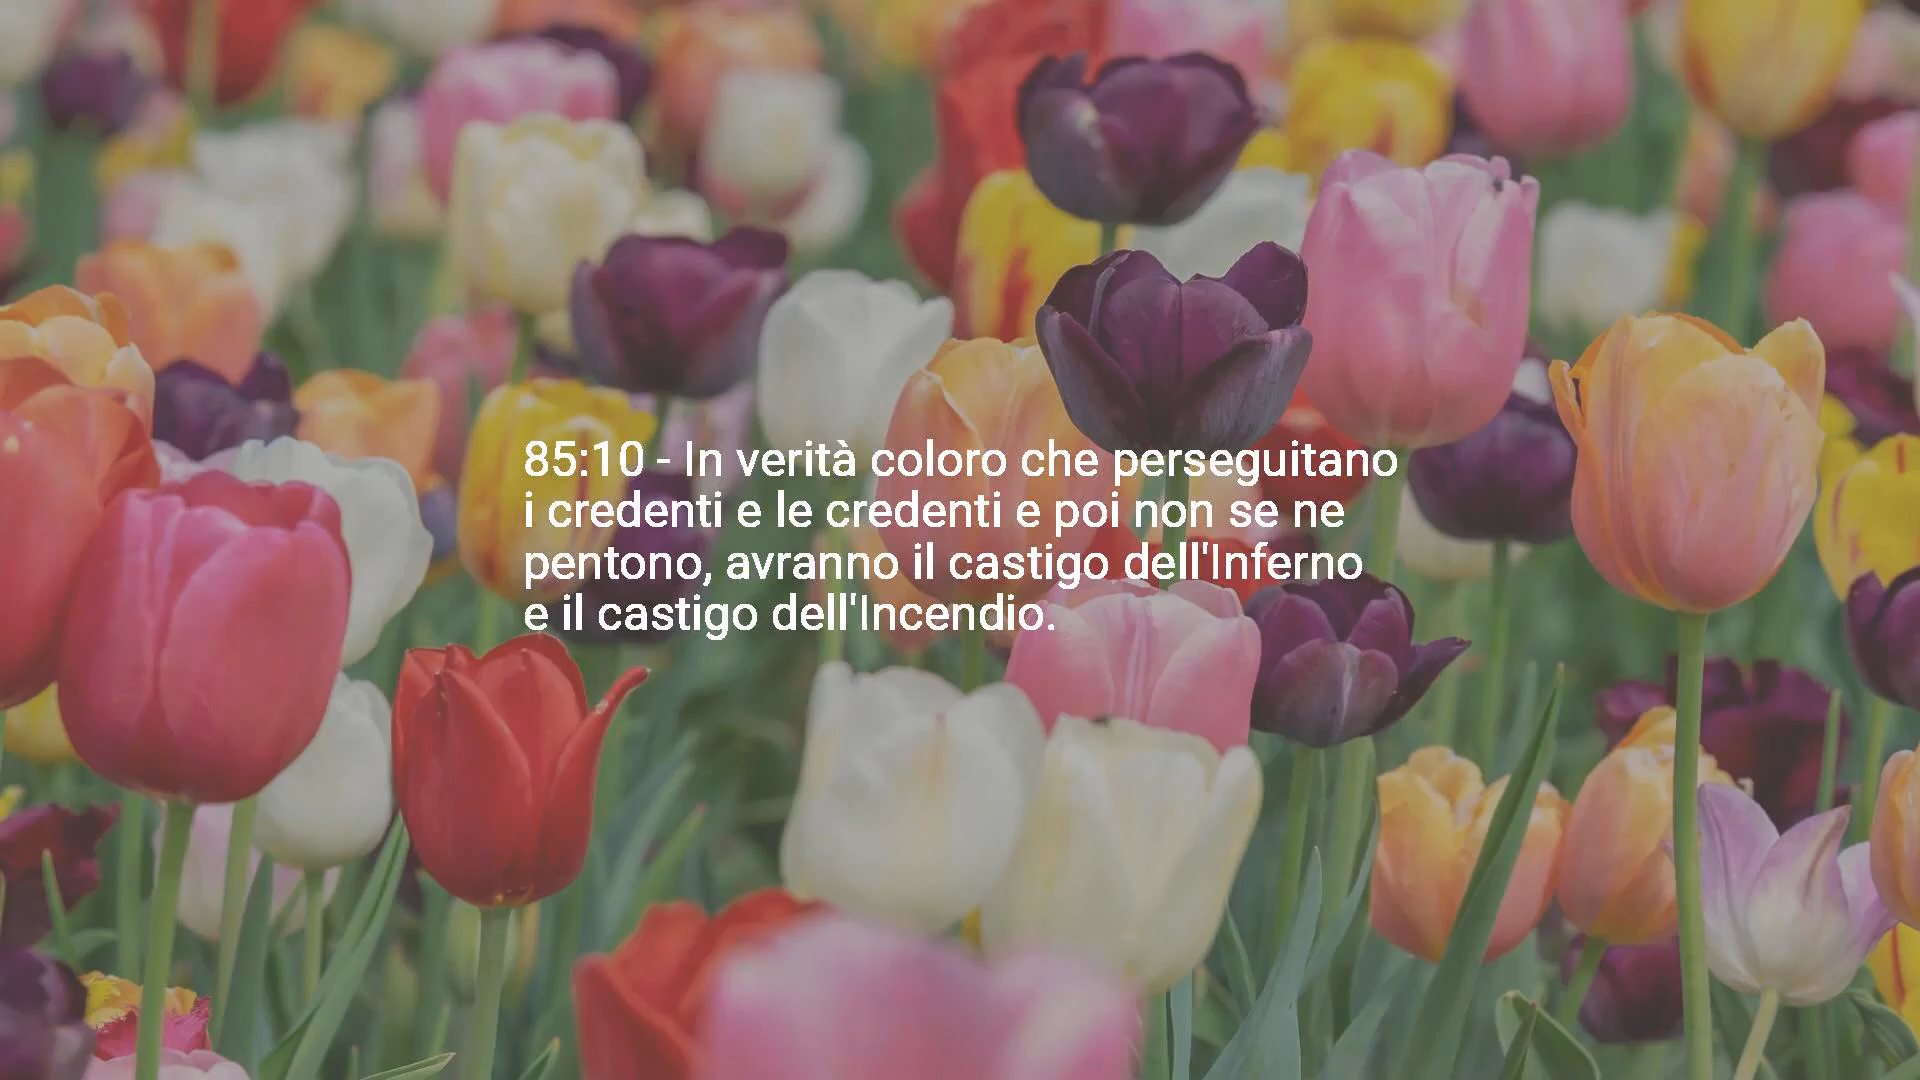 85:10 - In verità coloro che perseguitano
i credenti e le credenti e poi non se ne
pentono, avranno il castigo dell'Inferno
e il castigo dell'Incendio.